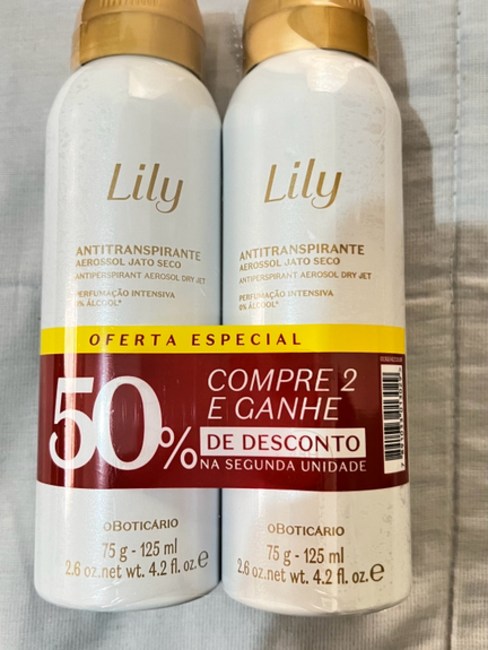 Lily
ANTITRANSPIRANTE
AEROSSOL JATO SECO
ANTIPERSPIRANT AEROSOL DRY JET
PERFUMAÇÃO INTENSIVA
0% ÁLCOOL*
Lily
ANTITRANSPIRANTE
AEROSSOL JATO SECO
ANTIPERSPIRANT AEROSOL DRY JET
PERFUMAÇÃO INTENSIVA
0% ÁLCOOL*
OFERTA ESPECIAL
50%
COMPRE 2
E GANHE
DE DESCONTO
NA SEGUNDA UNIDADE
oBOTICÁRIO
75 g - 125 ml
2.6 oz.net wt. 4.2 fl. oz.e
oBOTICÁRIO
75 g - 125 ml
2.6 oz.net wt. 4.2 fl. oz.e